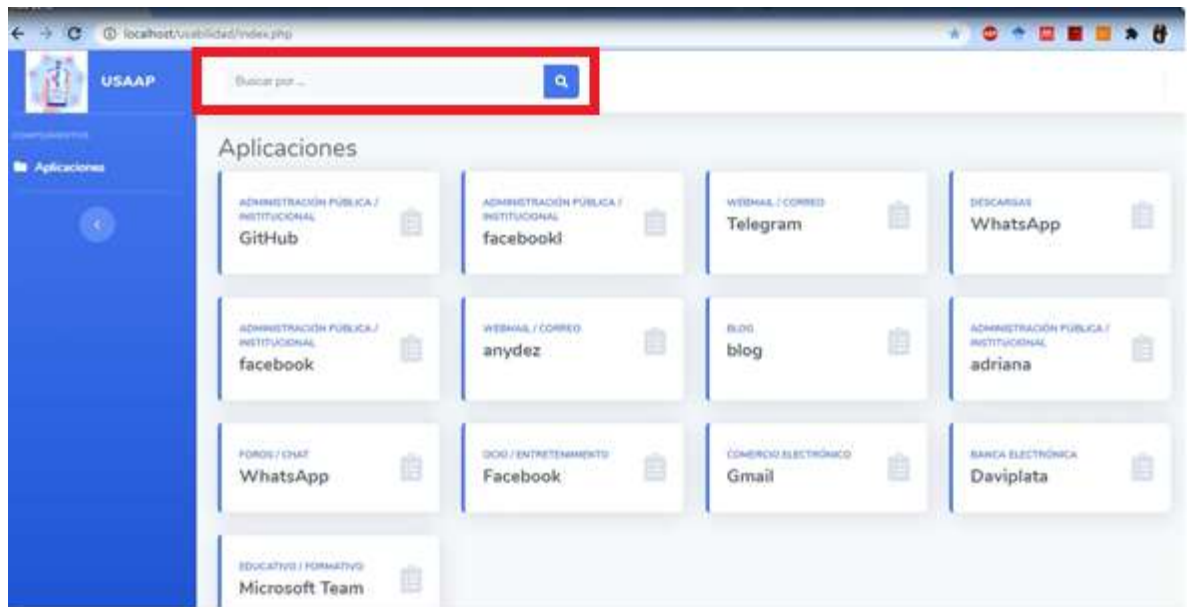 localhost/usabilidad/index.php
USAAP
Buscar por ...
COMPONENTES
Aplicaciones
Aplicaciones
ADMINISTRACIÓN PÚBLICA /
INSTITUCIONAL
GitHub
ADMINISTRACIÓN PÚBLICA /
INSTITUCIONAL
facebookl
WEBMAIL / CORREO
Telegram
DESCARGAS
WhatsApp
ADMINISTRACIÓN PÚBLICA /
INSTITUCIONAL
facebook
WEBMAIL / CORREO
anydez
BLOG
blog
ADMINISTRACIÓN PÚBLICA /
INSTITUCIONAL
adriana
FOROS / CHAT
WhatsApp
OCIO / ENTRETENIMIENTO
Facebook
COMERCIO ELECTRÓNICO
Gmail
BANCA ELECTRÓNICA
Daviplata
EDUCATIVO / FORMATIVO
Microsoft Team